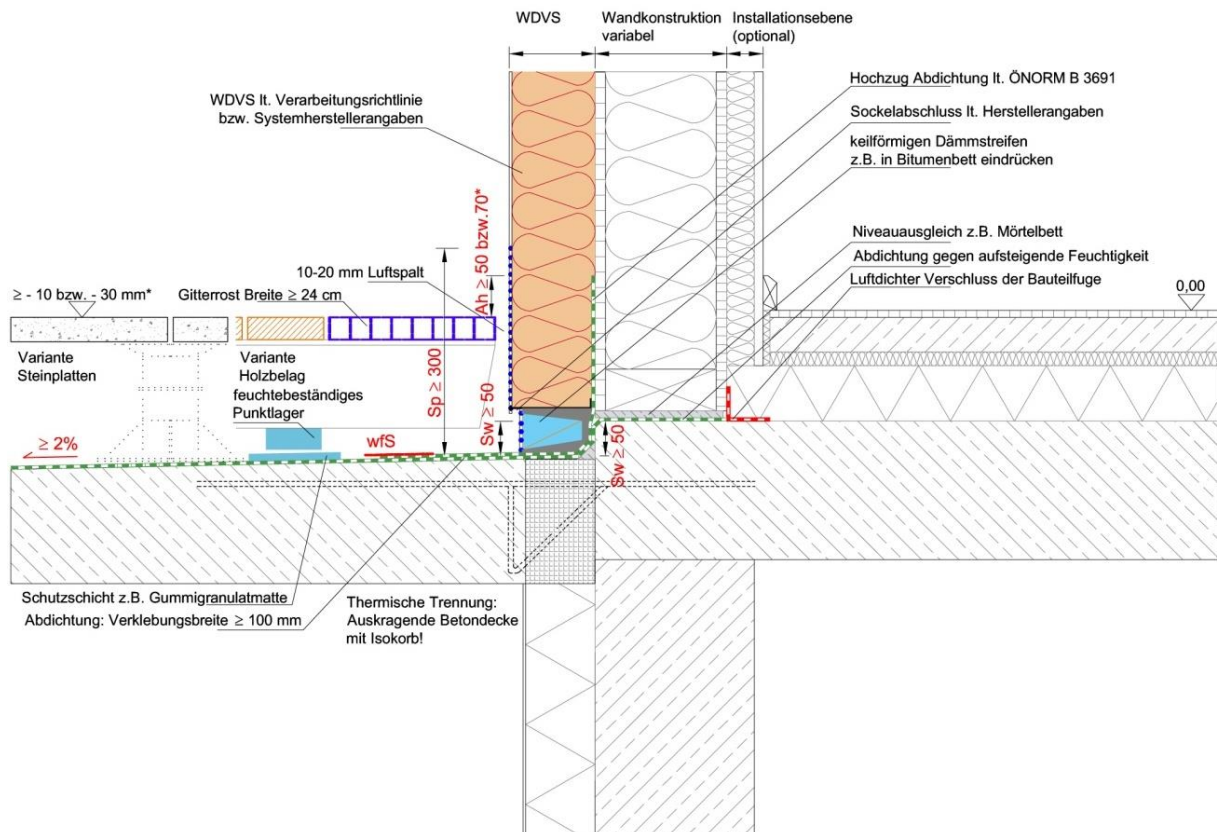 WDVS
Wandkonstruktion
variabel
Installationsebene
(optional)
WDVS lt. Verarbeitungsrichtlinie
bzw. Systemherstellerangaben
Hochzug Abdichtung lt. ÖNORM B 3691
Sockelabschluss lt. Herstellerangaben
keilförmigen Dämmstreifen
z.B. in Bitumenbett eindrücken
Niveauausgleich z.B. Mörtelbett
Abdichtung gegen aufsteigende Feuchtigkeit
Luftdichter Verschluss der Bauteilfuge
0,00
10-20 mm Luftspalt
Gitterrost Breite ≥ 24 cm
≥ - 10 bzw. - 30 mm*
Ah ≥ 50 bzw.70*
Sp ≥ 300
Sw ≥ 50
Sw ≥ 50
Variante
Steinplatten
Variante
Holzbelag
feuchtebeständiges
Punktlager
≥ 2%
wfS
Schutzschicht z.B. Gummigranulatmatte
Abdichtung: Verklebungsbreite ≥ 100 mm
Thermische Trennung:
Auskragende Betondecke
mit Isokorb!